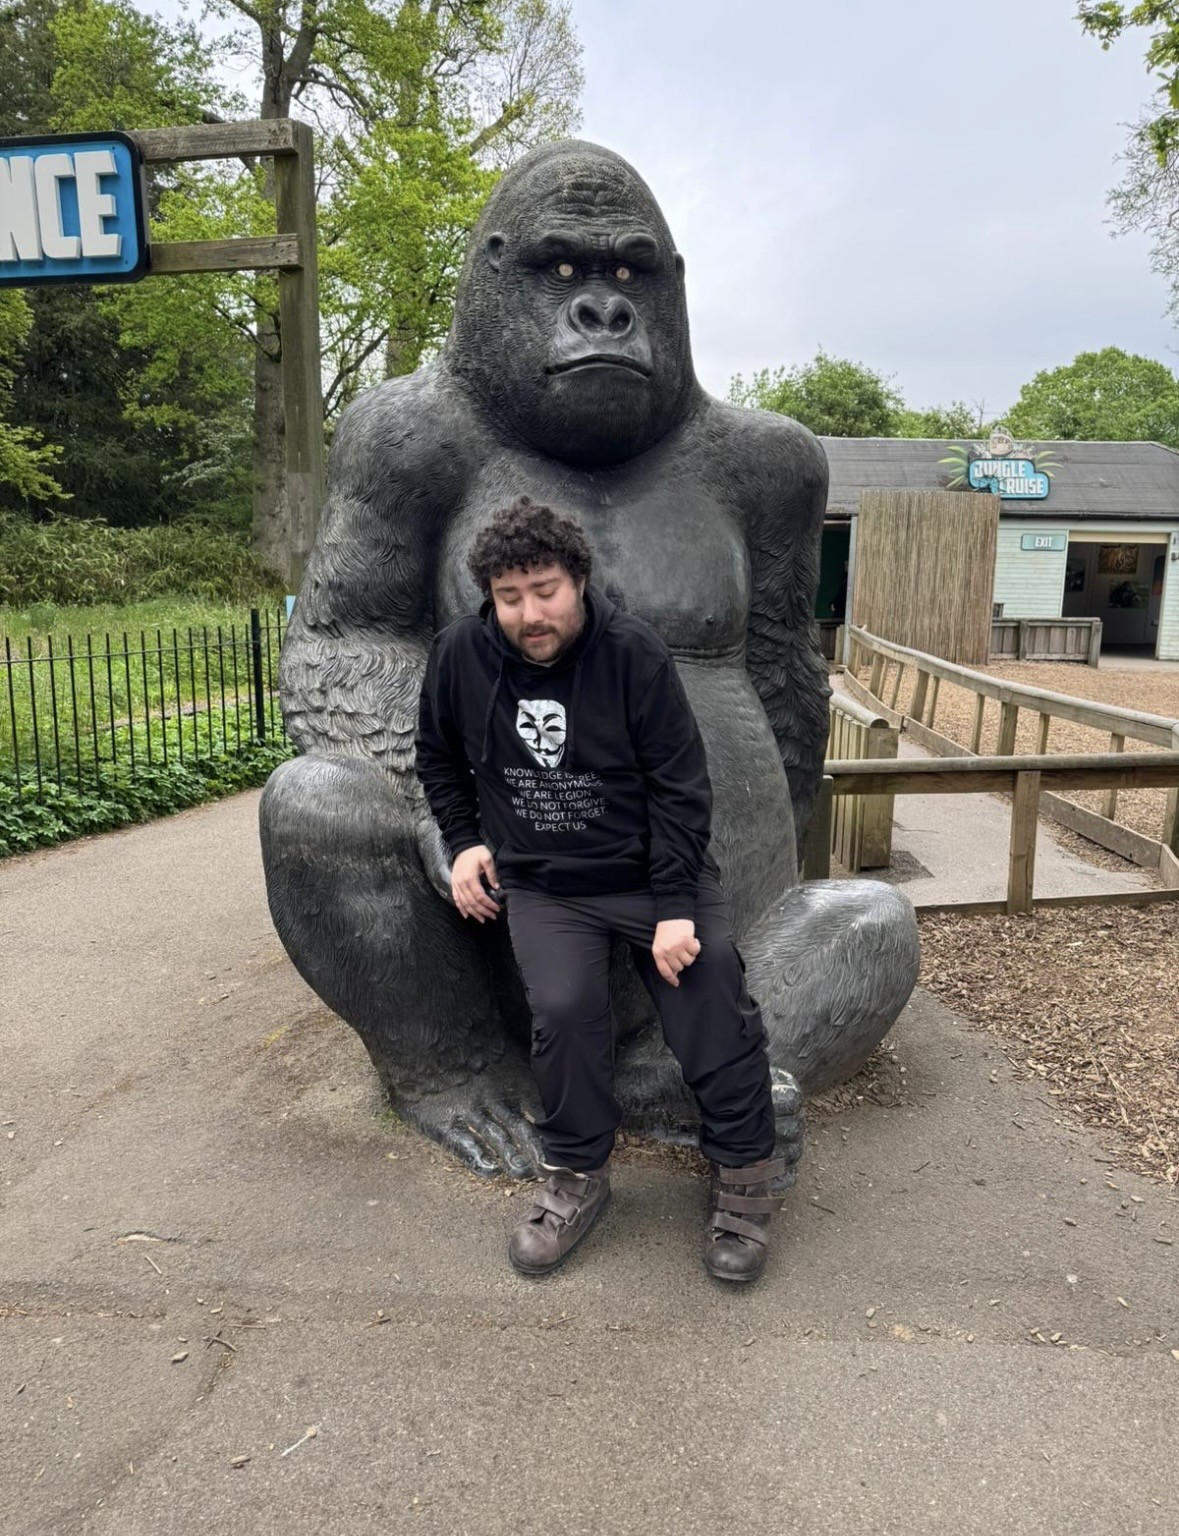 NCE
JUNGLE
CRUISE
EXIT
KNOWLEDGE IS FREE.
WE ARE ANONYMOUS.
WE ARE LEGION.
WE DO NOT FORGIVE.
WE DO NOT FORGET.
EXPECT US